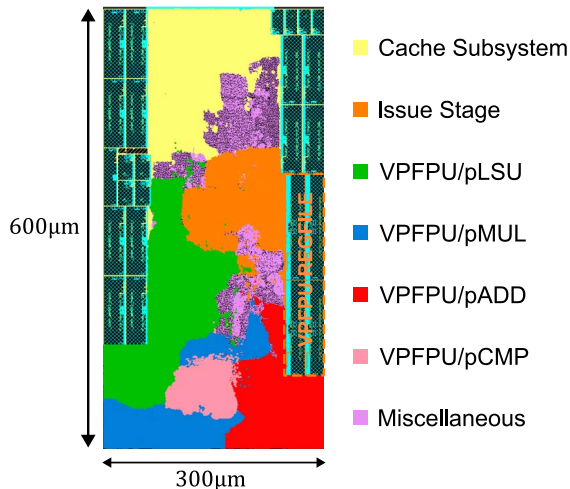 Cache Subsystem
Issue Stage
VPFPU/pLSU
600μm
VPFPU/pMUL
VPFPU REGFILE
VPFPU/pADD
VPFPU/pCMP
Miscellaneous
300μm